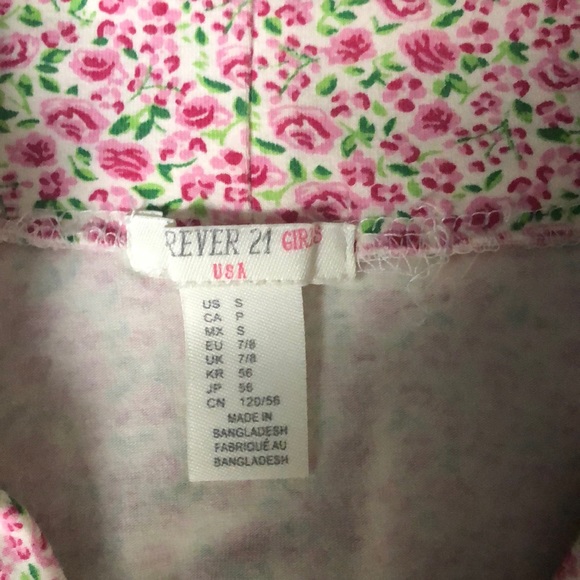 REVER 21 GIRLS
USA
US S
CA P
MX S
EU 7/8
UK 7/8
KR 56
JP 56
CN 120/56
MADE IN
BANGLADESH
FABRIQUÉ AU
BANGLADESH